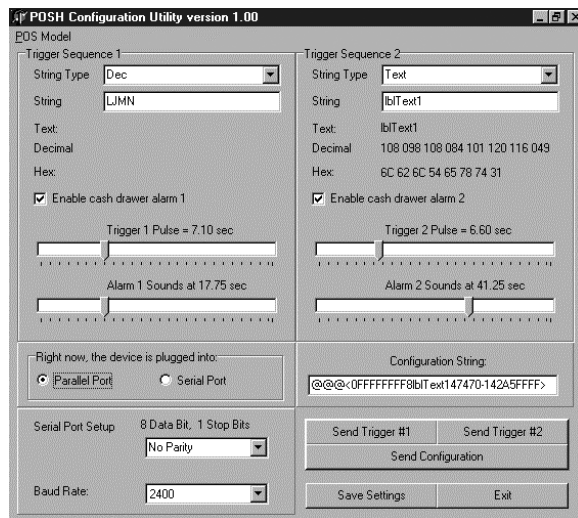 POSH Configuration Utility version 1.00
POS Model
Trigger Sequence 1
String Type Dec
String LJMN
Text:
Decimal
Hex:
Enable cash drawer alarm 1
Trigger 1 Pulse = 7.10 sec
Alarm 1 Sounds at 17.75 sec
Trigger Sequence 2
String Type Text
String lblText1
Text: lblText1
Decimal 108 098 108 084 101 120 116 049
Hex: 6C 62 6C 54 65 78 74 31
Enable cash drawer alarm 2
Trigger 2 Pulse = 6.60 sec
Alarm 2 Sounds at 41.25 sec
Right now, the device is plugged into:
Parallel Port Serial Port
Configuration String:
@@@<0FFFFFFFF8lblText147470-142A5FFFF>
Serial Port Setup 8 Data Bit, 1 Stop Bits
No Parity
Baud Rate: 2400
Send Trigger #1 Send Trigger #2
Send Configuration
Save Settings Exit